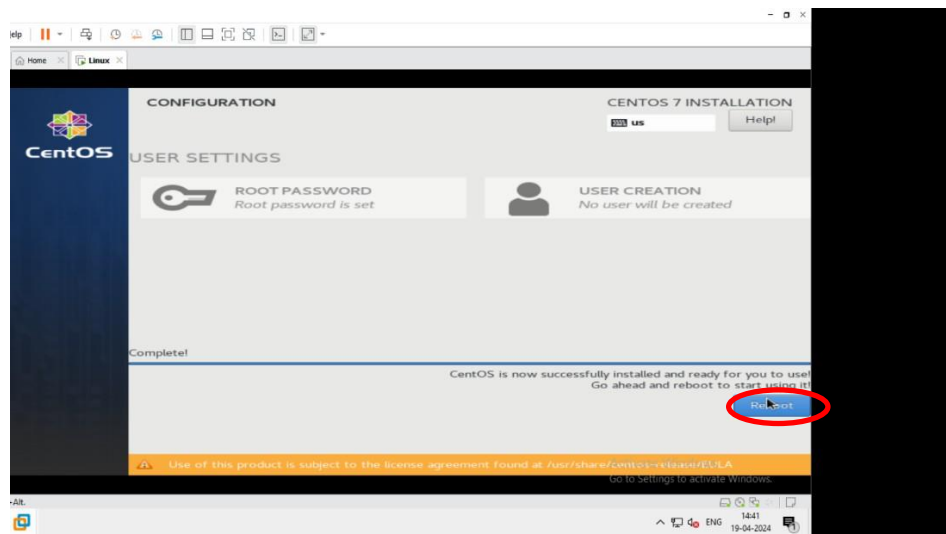 Help
Home
Linux
CONFIGURATION
CENTOS 7 INSTALLATION
us
Help!
CentOS
USER SETTINGS
ROOT PASSWORD
Root password is set
USER CREATION
No user will be created
Complete!
CentOS is now successfully installed and ready for you to use!
Go ahead and reboot to start using it!
Reboot
Use of this product is subject to the license agreement found at /usr/share/centos-release/EULA
Go to Settings to activate Windows.
+Alt.
ENG
14:41
19-04-2024
1